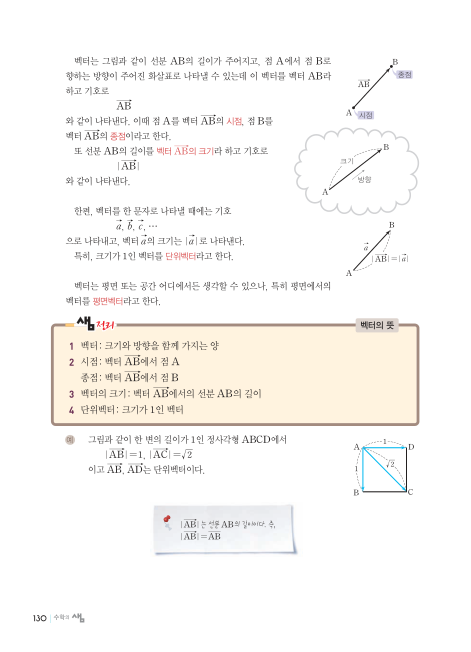 벡터는 그림과 같이 선분 AB의 길이가 주어지고, 점 A에서 점 B로
향하는 방향이 주어진 화살표로 나타낼 수 있는데 이 벡터를 벡터 AB라
하고 기호로
$\overrightarrow{AB}$
와 같이 나타낸다. 이때 점 A를 벡터 $\overrightarrow{AB}$의 시점, 점 B를
벡터 $\overrightarrow{AB}$의 종점이라고 한다.
또 선분 AB의 길이를 벡터 $\overrightarrow{AB}$의 크기라 하고 기호로
$|\overrightarrow{AB}|$
와 같이 나타낸다.
B
종점
$\overrightarrow{AB}$
A
시점
B
크기
방향
A
한편, 벡터를 한 문자로 나타낼 때에는 기호
$\vec{a}$, $\vec{b}$, $\vec{c}$, …
으로 나타내고, 벡터 $\vec{a}$의 크기는 $|\vec{a}|$로 나타낸다.
특히, 크기가 1인 벡터를 단위벡터라고 한다.
B
$\vec{a}$
$|\overrightarrow{AB}|=|\vec{a}|$
A
벡터는 평면 또는 공간 어디에서든 생각할 수 있으나, 특히 평면에서의
벡터를 평면벡터라고 한다.
샘 정리
벡터의 뜻
1 벡터: 크기와 방향을 함께 가지는 양
2 시점: 벡터 $\overrightarrow{AB}$에서 점 A
종점: 벡터 $\overrightarrow{AB}$에서 점 B
3 벡터의 크기: 벡터 $\overrightarrow{AB}$에서의 선분 AB의 길이
4 단위벡터: 크기가 1인 벡터
예 그림과 같이 한 변의 길이가 1인 정사각형 ABCD에서
$|\overrightarrow{AB}|=1$, $|\overrightarrow{AC}|=\sqrt{2}$
이고 $\overrightarrow{AB}$, $\overrightarrow{AD}$는 단위벡터이다.
A
1
D
1
$\sqrt{2}$
B
C
$|\overrightarrow{AB}|$는 선분 AB의 길이이다. 즉,
$|\overrightarrow{AB}|=\overline{AB}$
130 수학의 샘